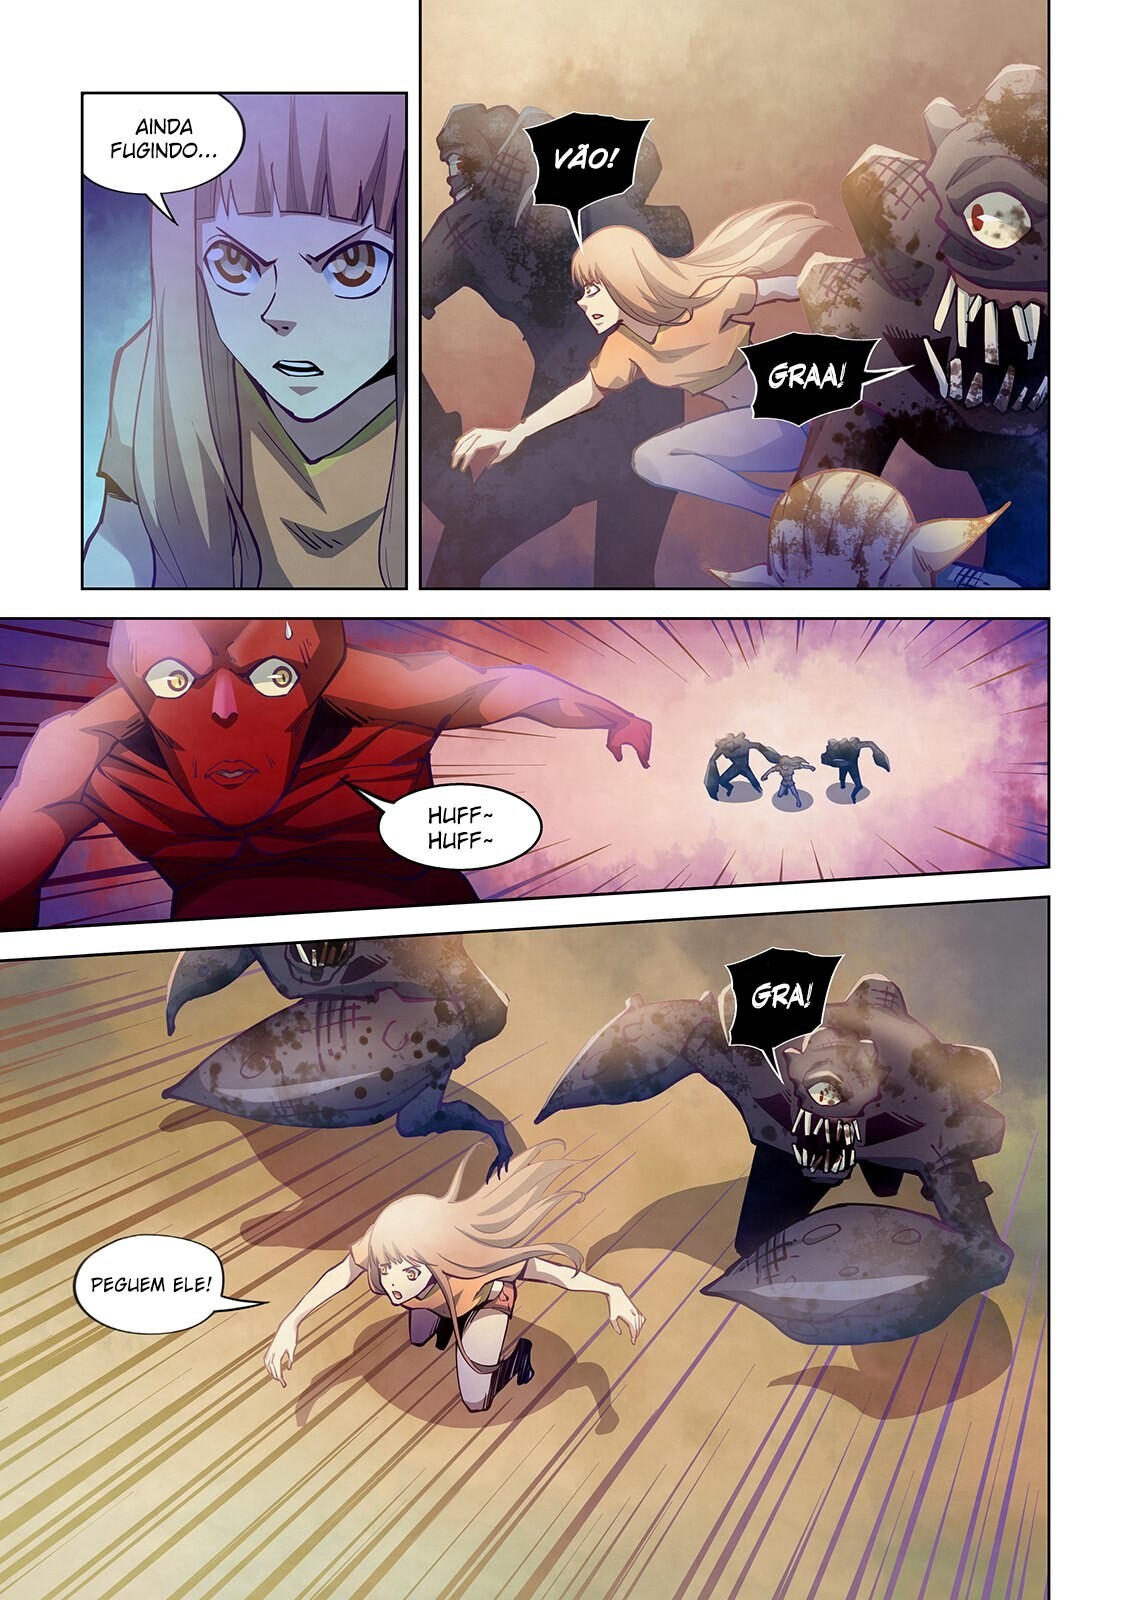 AINDA
FUGINDO...
VÃO!
GRAA!
HUFF~
HUFF~
GRA!
PEGUEM ELE!